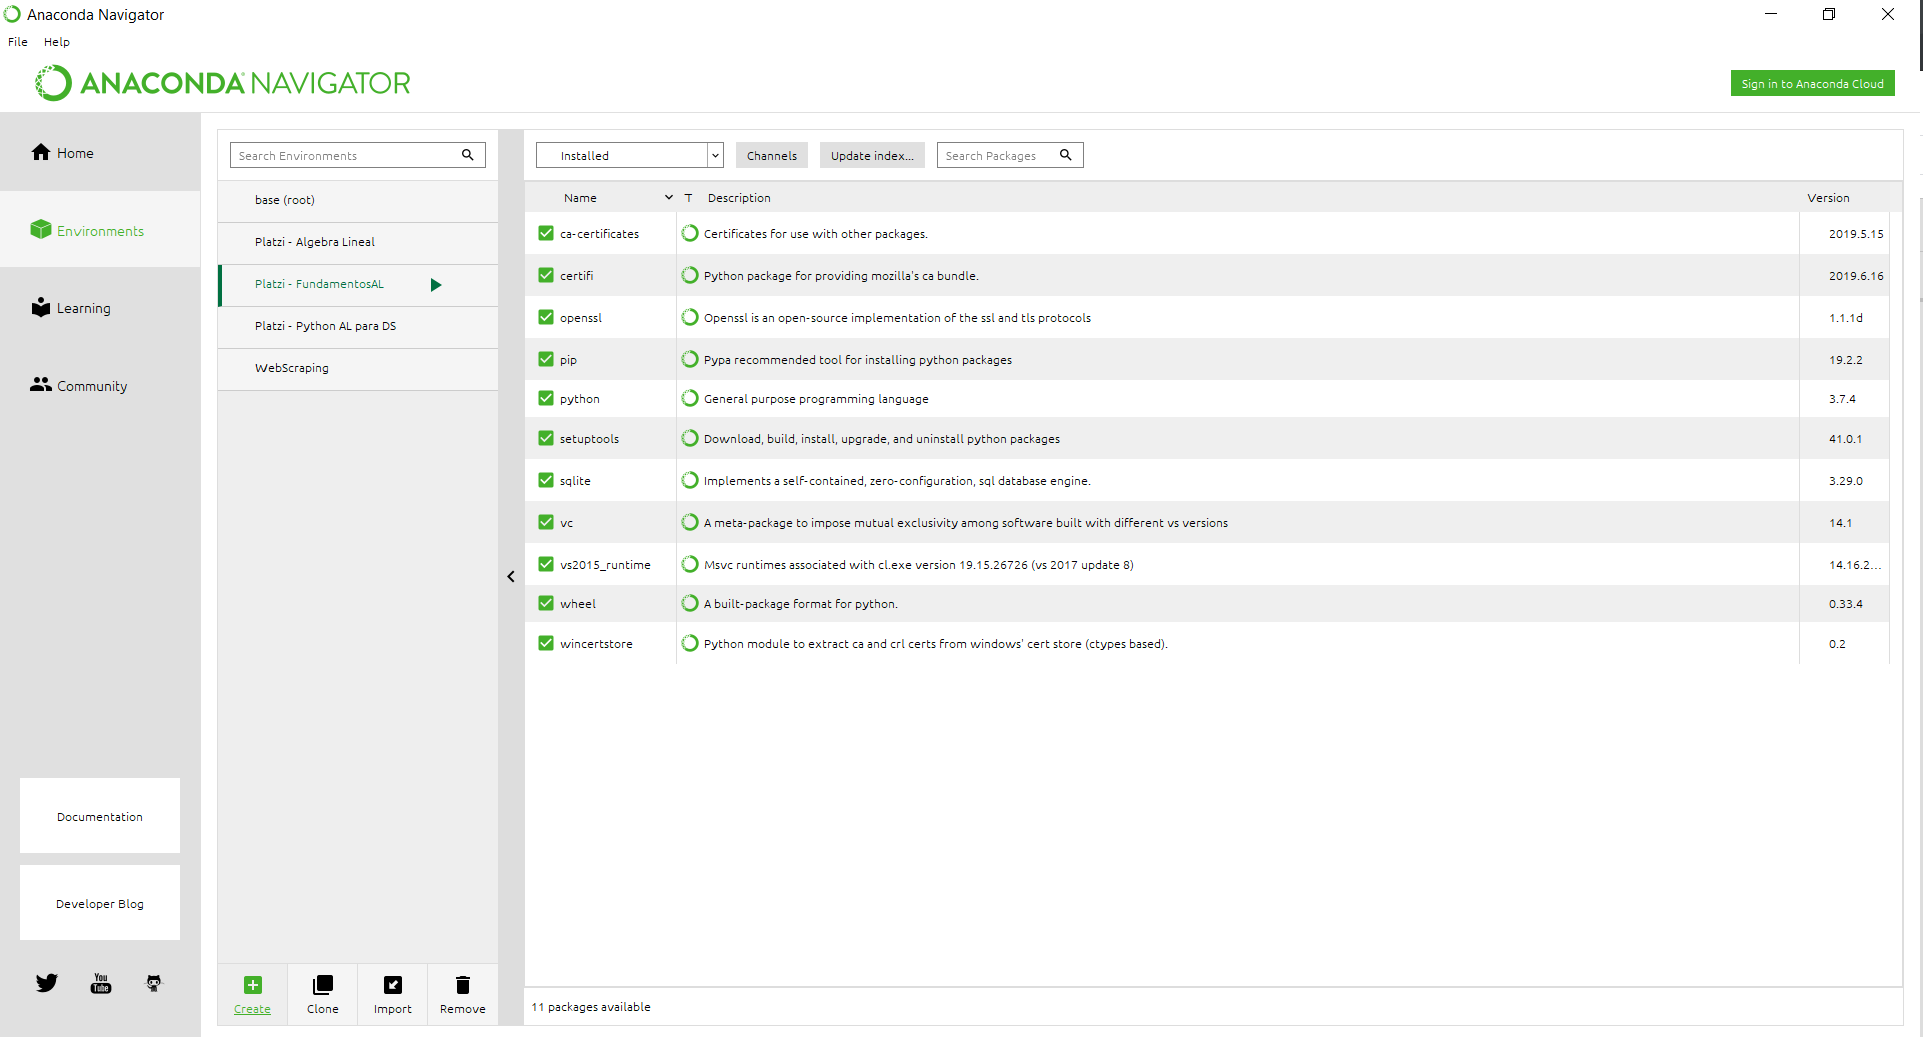 Anaconda Navigator
File Help
ANACONDA NAVIGATOR
Sign in to Anaconda Cloud
Home
Environments
Learning
Community
Documentation
Developer Blog
You
Tube
Search Environments
base (root)
Platzi - Algebra Lineal
Platzi - FundamentosAL
Platzi - Python AL para DS
WebScraping
Create Clone Import Remove
Installed Channels Update index... Search Packages
Name T Description Version
ca-certificates Certificates for use with other packages. 2019.5.15
certifi Python package for providing mozilla's ca bundle. 2019.6.16
openssl Openssl is an open-source implementation of the ssl and tls protocols 1.1.1d
pip Pypa recommended tool for installing python packages 19.2.2
python General purpose programming language 3.7.4
setuptools Download, build, install, upgrade, and uninstall python packages 41.0.1
sqlite Implements a self-contained, zero-configuration, sql database engine. 3.29.0
vc A meta-package to impose mutual exclusivity among software built with different vs versions 14.1
vs2015_runtime Msvc runtimes associated with cl.exe version 19.15.26726 (vs 2017 update 8) 14.16.2...
wheel A built-package format for python. 0.33.4
wincertstore Python module to extract ca and crl certs from windows' cert store (ctypes based). 0.2
11 packages available